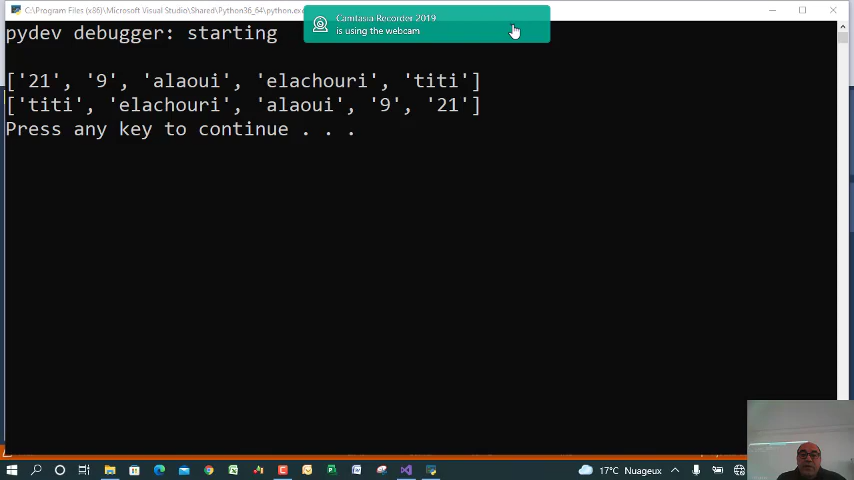 C:\Program Files (x86)\Microsoft Visual Studio\Shared\Python36_64\python.exe
Camtasia Recorder 2019
is using the webcam
pydev debugger: starting
['21', '9', 'alaoui', 'elachouri', 'titi']
['titi', 'elachouri', 'alaoui', '9', '21']
Press any key to continue . . .
17°C Nuageux